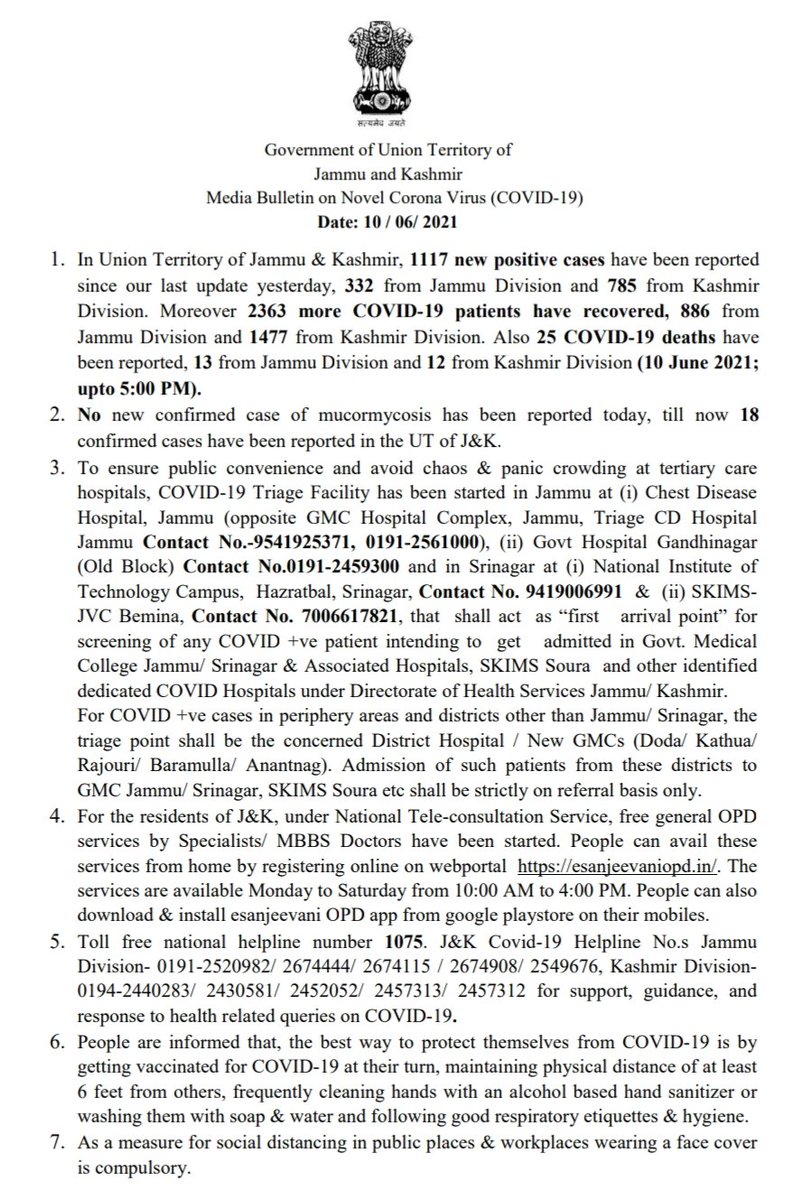 सत्यमेव जयते
Government of Union Territory of
Jammu and Kashmir
Media Bulletin on Novel Corona Virus (COVID-19)
Date: 10 / 06/ 2021
1. In Union Territory of Jammu & Kashmir, 1117 new positive cases have been reported
since our last update yesterday, 332 from Jammu Division and 785 from Kashmir
Division. Moreover 2363 more COVID-19 patients have recovered, 886 from
Jammu Division and 1477 from Kashmir Division. Also 25 COVID-19 deaths have
been reported, 13 from Jammu Division and 12 from Kashmir Division (10 June 2021;
upto 5:00 PM).
2. No new confirmed case of mucormycosis has been reported today, till now 18
confirmed cases have been reported in the UT of J&K.
3. To ensure public convenience and avoid chaos & panic crowding at tertiary care
hospitals, COVID-19 Triage Facility has been started in Jammu at (i) Chest Disease
Hospital, Jammu (opposite GMC Hospital Complex, Jammu, Triage CD Hospital
Jammu Contact No.-9541925371, 0191-2561000), (ii) Govt Hospital Gandhinagar
(Old Block) Contact No.0191-2459300 and in Srinagar at (i) National Institute of
Technology Campus, Hazratbal, Srinagar, Contact No. 9419006991 & (ii) SKIMS-
JVC Bemina, Contact No. 7006617821, that shall act as “first arrival point” for
screening of any COVID +ve patient intending to get admitted in Govt. Medical
College Jammu/ Srinagar & Associated Hospitals, SKIMS Soura and other identified
dedicated COVID Hospitals under Directorate of Health Services Jammu/ Kashmir.
For COVID +ve cases in periphery areas and districts other than Jammu/ Srinagar, the
triage point shall be the concerned District Hospital / New GMCs (Doda/ Kathua/
Rajouri/ Baramulla/ Anantnag). Admission of such patients from these districts to
GMC Jammu/ Srinagar, SKIMS Soura etc shall be strictly on referral basis only.
4. For the residents of J&K, under National Tele-consultation Service, free general OPD
services by Specialists/ MBBS Doctors have been started. People can avail these
services from home by registering online on webportal https://esanjeevaniopd.in/. The
services are available Monday to Saturday from 10:00 AM to 4:00 PM. People can also
download & install esanjeevani OPD app from google playstore on their mobiles.
5. Toll free national helpline number 1075. J&K Covid-19 Helpline No.s Jammu
Division- 0191-2520982/ 2674444/ 2674115 / 2674908/ 2549676, Kashmir Division-
0194-2440283/ 2430581/ 2452052/ 2457313/ 2457312 for support, guidance, and
response to health related queries on COVID-19.
6. People are informed that, the best way to protect themselves from COVID-19 is by
getting vaccinated for COVID-19 at their turn, maintaining physical distance of at least
6 feet from others, frequently cleaning hands with an alcohol based hand sanitizer or
washing them with soap & water and following good respiratory etiquettes & hygiene.
7. As a measure for social distancing in public places & workplaces wearing a face cover
is compulsory.